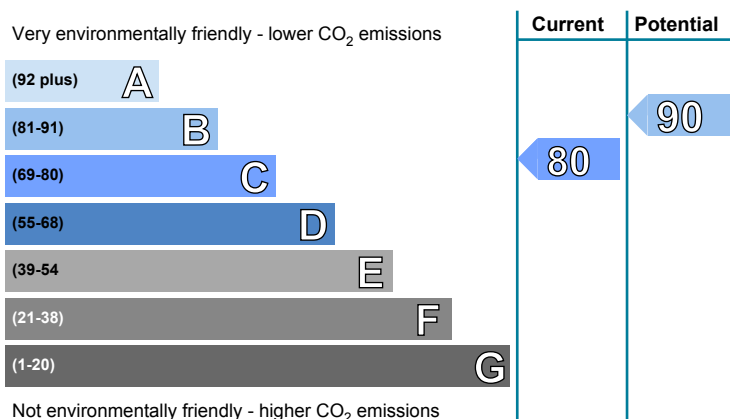 Very environmentally friendly - lower CO2 emissions
Current
Potential
(92 plus) A
(81-91) B
(69-80) C
(55-68) D
(39-54 E
(21-38) F
(1-20) G
80
90
Not environmentally friendly - higher CO2 emissions